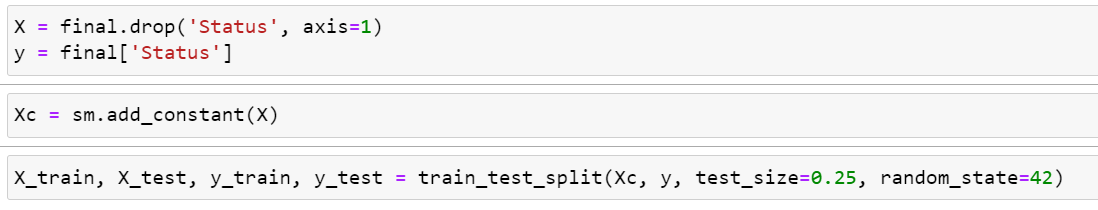 X = final.drop('Status', axis=1)
y = final['Status']
Xc = sm.add_constant(X)
X_train, X_test, y_train, y_test = train_test_split(Xc, y, test_size=0.25, random_state=42)